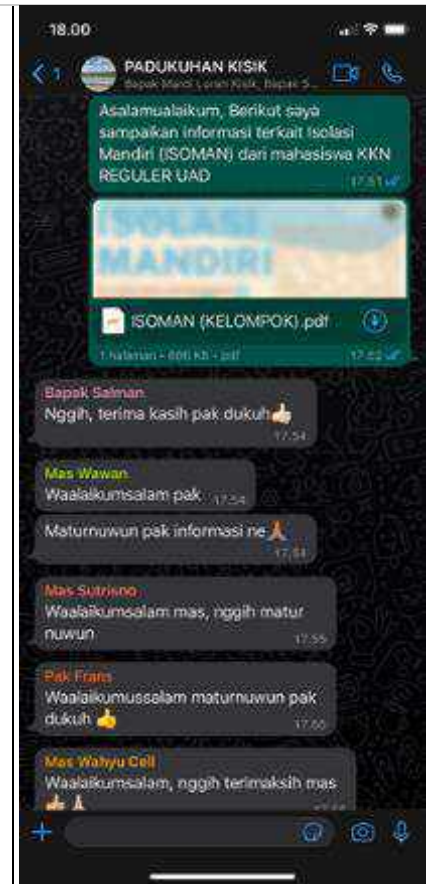 18.00
1
PADUKUHAN KISIK
Asalamualaikum, Berikut saya
sampaikan informasi terkait Isolasi
Mandiri (ISOMAN) dari mahasiswa KKN
REGULER UAD
17.51
ISOLASI
MANDIRI
ISOMAN (KELOMPOK).pdf
1 halaman • 606 KB • pdf
17.52
Bapak Salman
Nggih, terima kasih pak dukuh👍🏻
17.54
Mas Wawan
Waalaikumsalam pak
17.54
Maturnuwun pak informasi ne🙏🏽
17.54
Mas Sutrisno
Waalaikumsalam mas, nggih matur
nuwun
17.55
Pak Frans
Waalaikumussalam maturnuwun pak
dukuh 👍
Mas Wahyu Cell
Waalaikumsalam, nggih terimaksih mas